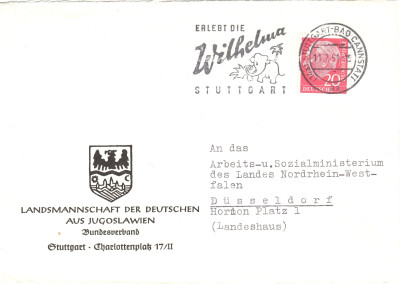 ERLEBT DIE
Wilhelma
STUTTGART
STUTTGART-BAD CANNSTATT
20
An das
Arbeits-u.Sozialministerium
des Landes Nordrhein-West-
falen
Düsseldorf
Horion Platz 1
(Landeshaus)
LANDSMANNSCHAFT DER DEUTSCHEN
AUS JUGOSLAWIEN
Bundesverband
Stuttgart · Charlottenplatz 17/II